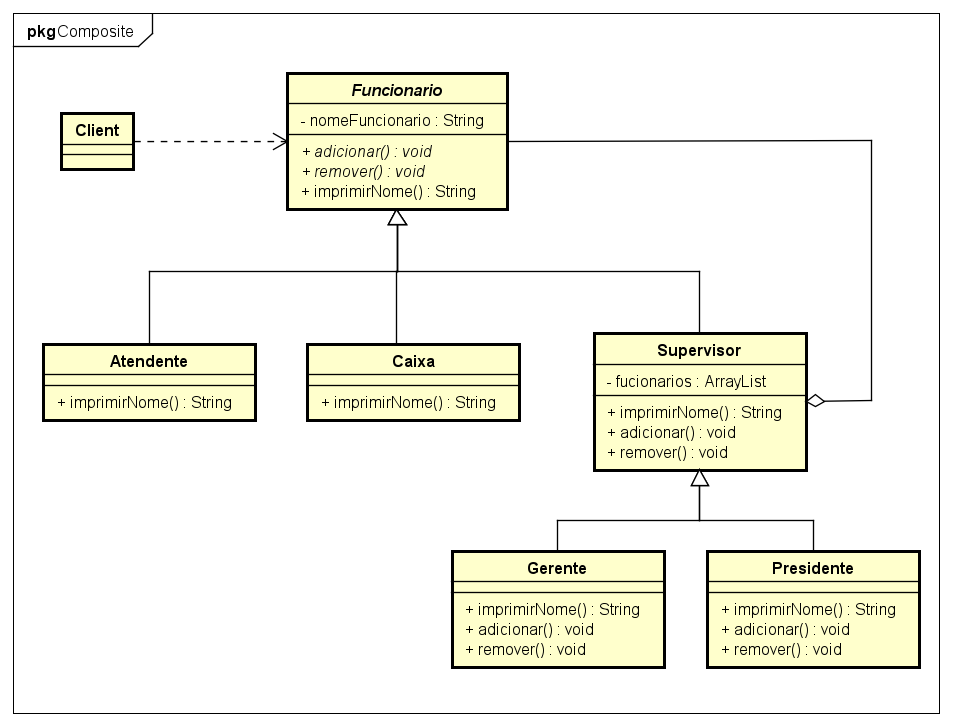 pkg Composite
Client
Funcionario
- nomeFuncionario : String
+ adicionar() : void
+ remover() : void
+ imprimirNome() : String
Atendente
+ imprimirNome() : String
Caixa
+ imprimirNome() : String
Supervisor
- fucionarios : ArrayList
+ imprimirNome() : String
+ adicionar() : void
+ remover() : void
Gerente
+ imprimirNome() : String
+ adicionar() : void
+ remover() : void
Presidente
+ imprimirNome() : String
+ adicionar() : void
+ remover() : void